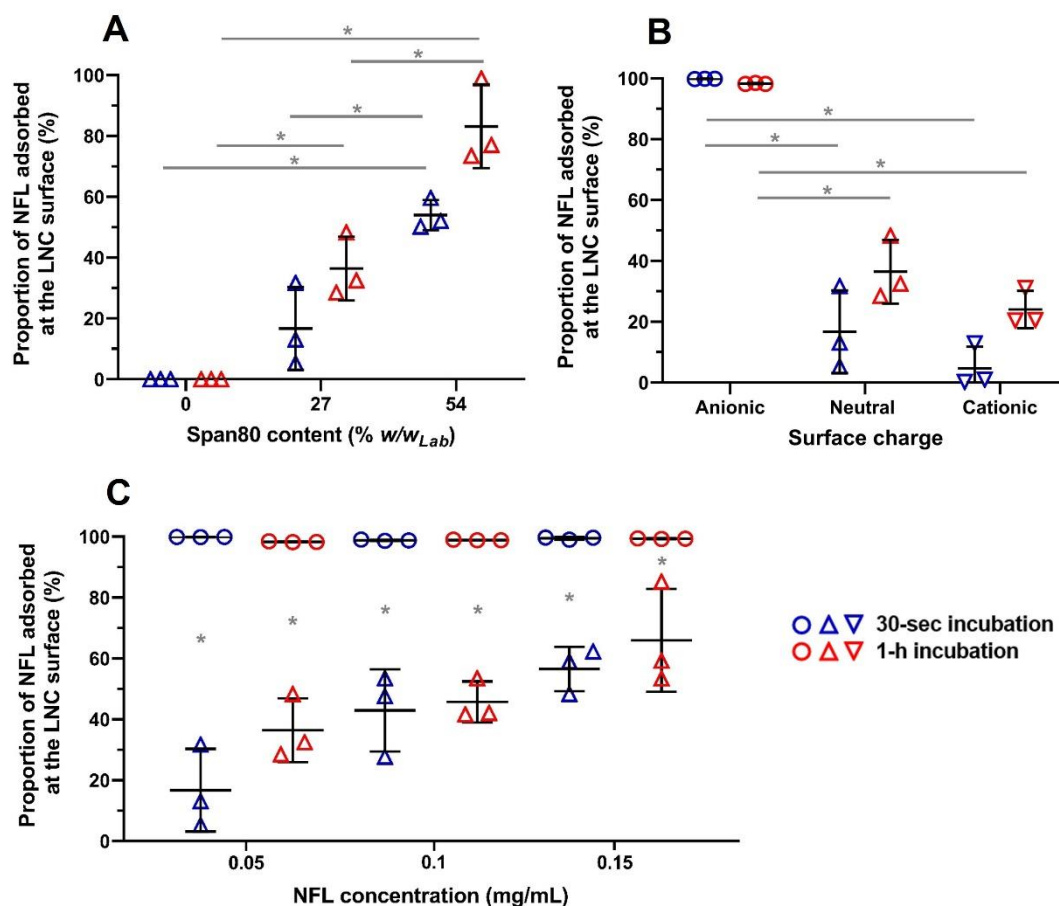 A
*
*
*
*
*
100
80
60
40
20
0
Proportion of NFL adsorbed
at the LNC surface (%)
0 27 54
Span80 content (% w/w_Lab)
B
*
*
*
*
100
80
60
40
20
0
Proportion of NFL adsorbed
at the LNC surface (%)
Anionic Neutral Cationic
Surface charge
C
100
80
60
40
20
0
Proportion of NFL adsorbed
at the LNC surface (%)
* * * * * *
0.05 0.1 0.15
NFL concentration (mg/mL)
30-sec incubation
1-h incubation